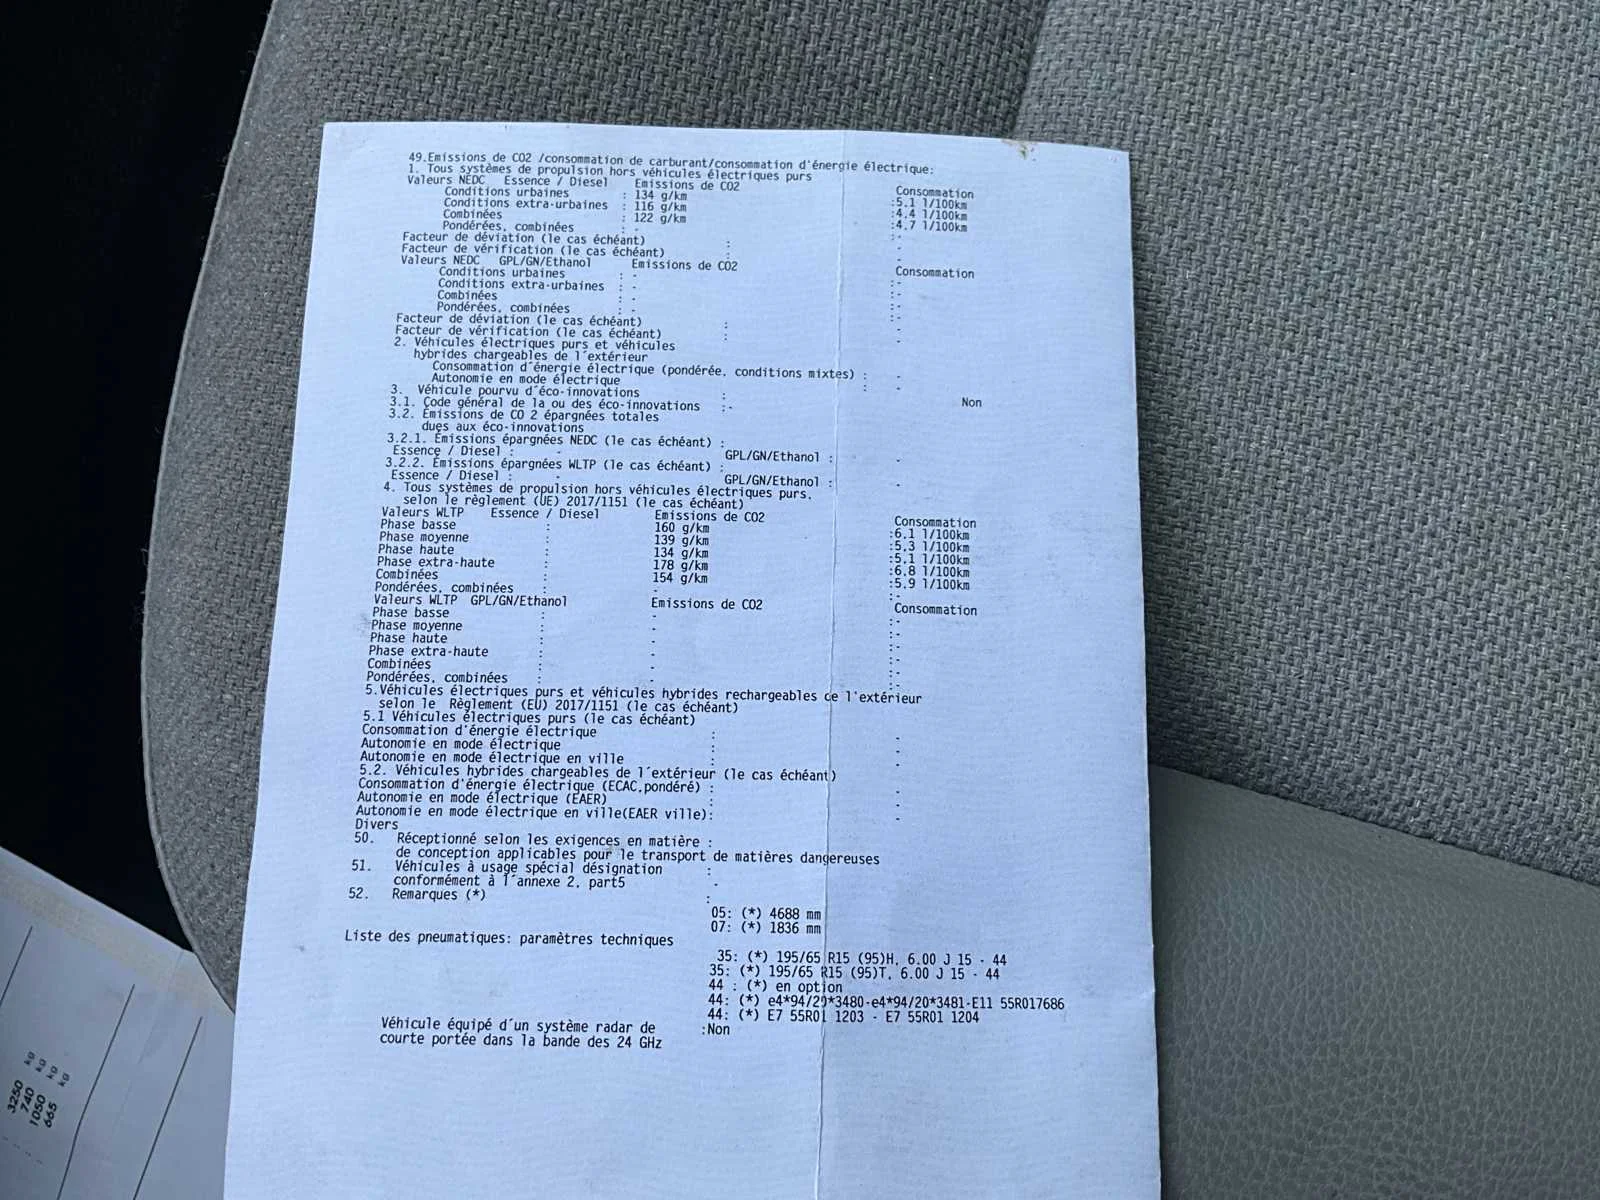 49.Emissions de CO2 /consommation de carburant/consommation d'énergie électrique:
1. Tous systèmes de propulsion hors véhicules électriques purs
Valeurs NEDC Essence / Diesel Emissions de CO2 Consommation
Conditions urbaines : 134 g/km :5.1 l/100km
Conditions extra-urbaines : 116 g/km :4.4 l/100km
Combinées : 122 g/km :4.7 l/100km
Pondérées, combinées : - :-
Facteur de déviation (le cas échéant) : -
Facteur de vérification (le cas échéant) : -
Valeurs NEDC GPL/GN/Ethanol Emissions de CO2 Consommation
Conditions urbaines : - :-
Conditions extra-urbaines : - :-
Combinées : - :-
Pondérées, combinées : - :-
Facteur de déviation (le cas échéant) : -
Facteur de vérification (le cas échéant) : -
2. Véhicules électriques purs et véhicules
hybrides chargeables de l´extérieur
Consommation d´énergie électrique (pondérée, conditions mixtes) : -
Autonomie en mode électrique : -
3. Véhicule pourvu d´éco-innovations : Non
3.1. Code général de la ou des éco-innovations :-
3.2. Émissions de CO 2 épargnées totales
dues aux éco-innovations
3.2.1. Émissions épargnées NEDC (le cas échéant) :
Essence / Diesel : - GPL/GN/Ethanol : -
3.2.2. Émissions épargnées WLTP (le cas échéant) :
Essence / Diesel : - GPL/GN/Ethanol : -
4. Tous systèmes de propulsion hors véhicules électriques purs,
selon le règlement (UE) 2017/1151 (le cas échéant)
Valeurs WLTP Essence / Diesel Emissions de CO2 Consommation
Phase basse : 160 g/km :6.1 l/100km
Phase moyenne : 139 g/km :5.3 l/100km
Phase haute : 134 g/km :5.1 l/100km
Phase extra-haute : 178 g/km :6.8 l/100km
Combinées : 154 g/km :5.9 l/100km
Pondérées, combinées : - :-
Valeurs WLTP GPL/GN/Ethanol Emissions de CO2 Consommation
Phase basse : - :-
Phase moyenne : - :-
Phase haute : - :-
Phase extra-haute : - :-
Combinées : - :-
Pondérées, combinées : - :-
5.Véhicules électriques purs et véhicules hybrides rechargeables de l'extérieur
selon le Règlement (EU) 2017/1151 (le cas échéant)
5.1 Véhicules électriques purs (le cas échéant)
Consommation d'énergie électrique : -
Autonomie en mode électrique : -
Autonomie en mode électrique en ville : -
5.2. Véhicules hybrides chargeables de l´extérieur (le cas échéant)
Consommation d'énergie électrique (ECAC,pondéré) : -
Autonomie en mode électrique (EAER) : -
Autonomie en mode électrique en ville(EAER ville): -
Divers
50. Réceptionné selon les exigences en matière :
de conception applicables pour le transport de matières dangereuses
51. Véhicules à usage spécial désignation :
conformément à l´annexe 2, part5 -
52. Remarques (*) :
05: (*) 4688 mm
07: (*) 1836 mm
Liste des pneumatiques: paramètres techniques
35: (*) 195/65 R15 (95)H, 6.00 J 15 - 44
35: (*) 195/65 R15 (95)T, 6.00 J 15 - 44
44 : (*) en option
44: (*) e4*94/20*3480-e4*94/20*3481-E11 55R017686
44: (*) E7 55R01 1203 - E7 55R01 1204
Véhicule équipé d´un système radar de :Non
courte portée dans la bande des 24 GHz
3250 kg
740 kg
1050 kg
665 kg